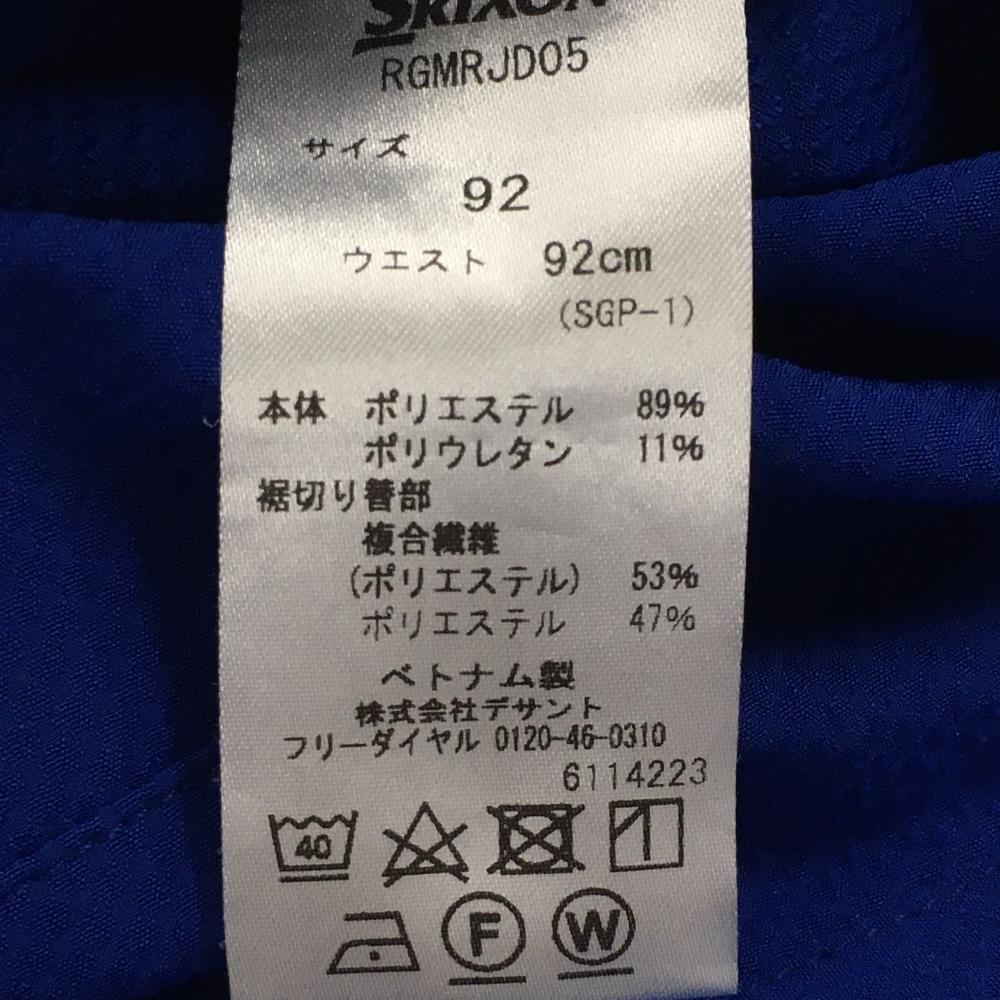 SRIXON
RGMRJD05
サイズ
92
ウエスト 92cm
(SGP-1)
本体 ポリエステル 89%
ポリウレタン 11%
裾切り替部
複合繊維
(ポリエステル) 53%
ポリエステル 47%
ベトナム製
株式会社デサント
フリーダイヤル 0120-46-0310
6114223
40
F W